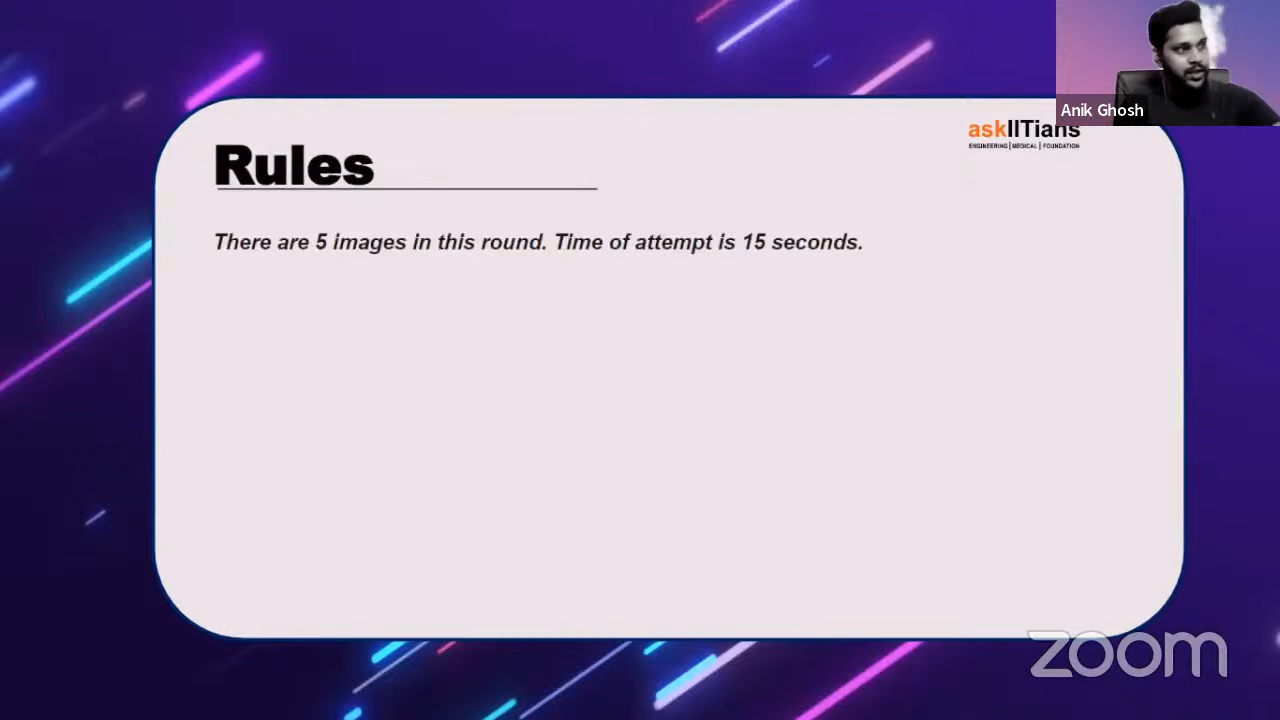 Anik Ghosh
askIITians
ENGINEERING | MEDICAL | FOUNDATION
Rules
There are 5 images in this round. Time of attempt is 15 seconds.
zoom